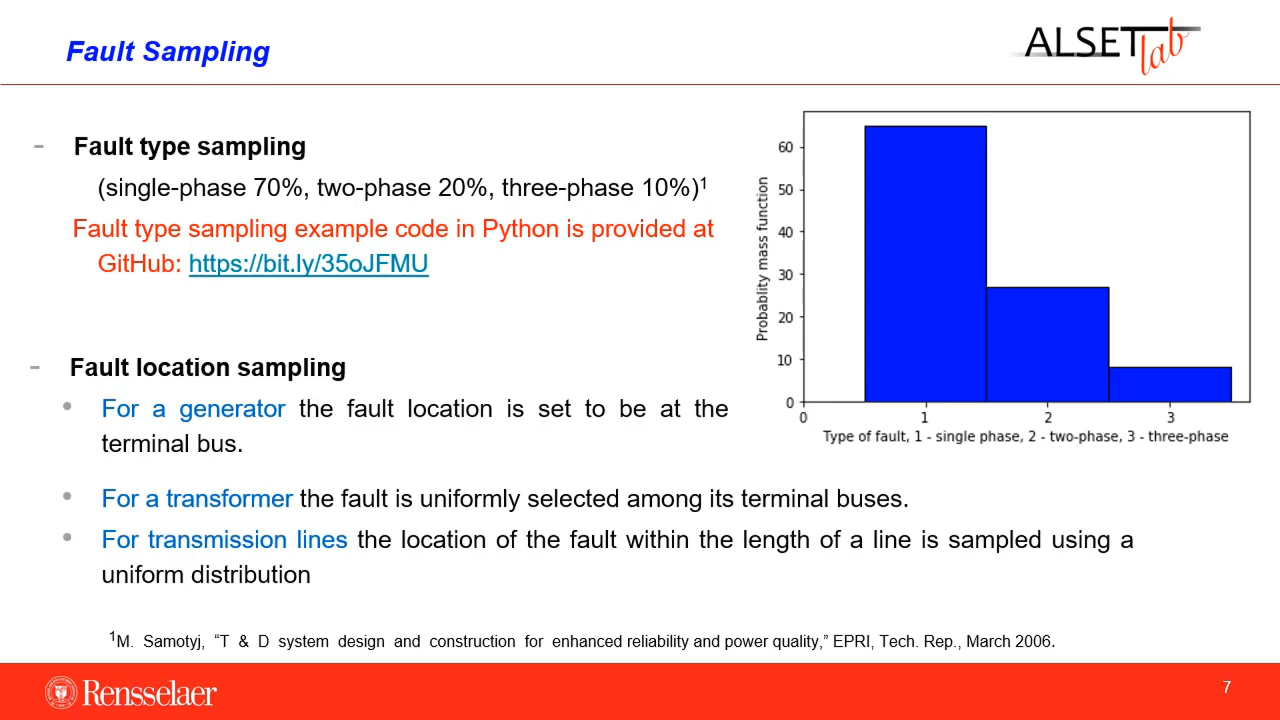 Fault Sampling
ALSETlab
- Fault type sampling
(single-phase 70%, two-phase 20%, three-phase 10%)¹
Fault type sampling example code in Python is provided at
GitHub: https://bit.ly/35oJFMU
- Fault location sampling
• For a generator the fault location is set to be at the
terminal bus.
• For a transformer the fault is uniformly selected among its terminal buses.
• For transmission lines the location of the fault within the length of a line is sampled using a
uniform distribution
Probablity mass function
60
50
40
30
20
10
0
0 1 2 3
Type of fault, 1 - single phase, 2 - two-phase, 3 - three-phase
¹M. Samotyj, “T & D system design and construction for enhanced reliability and power quality,” EPRI, Tech. Rep., March 2006.
Rensselaer
7